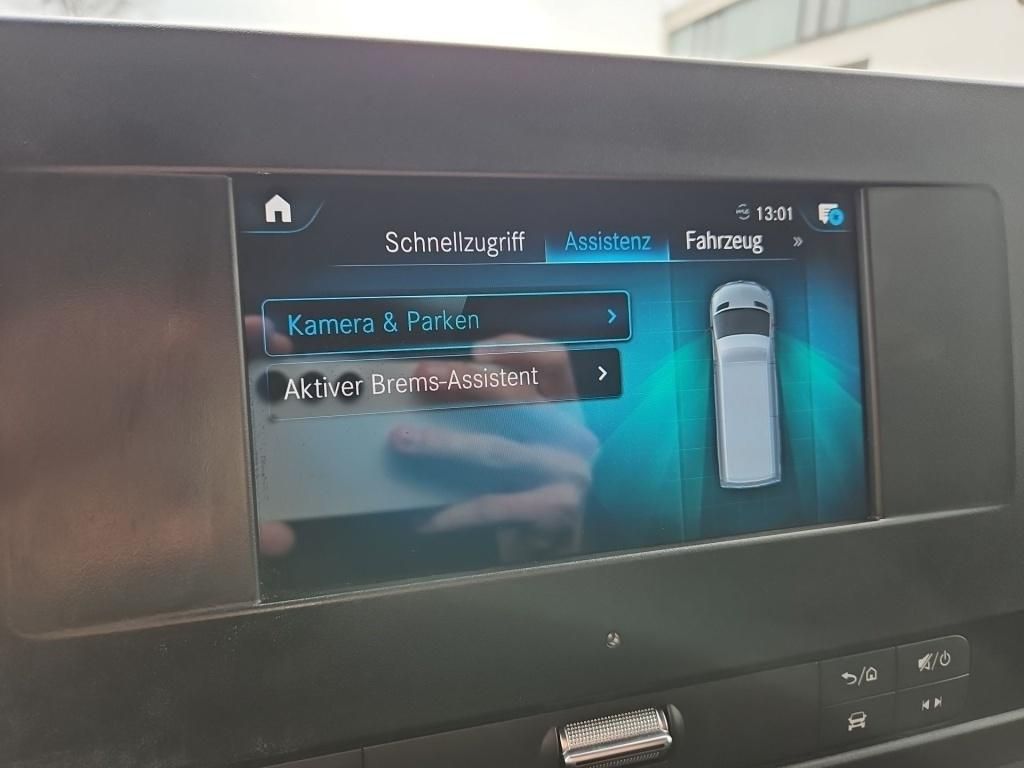 13:01
Schnellzugriff Assistenz Fahrzeug »
Kamera & Parken
Aktiver Brems-Assistent